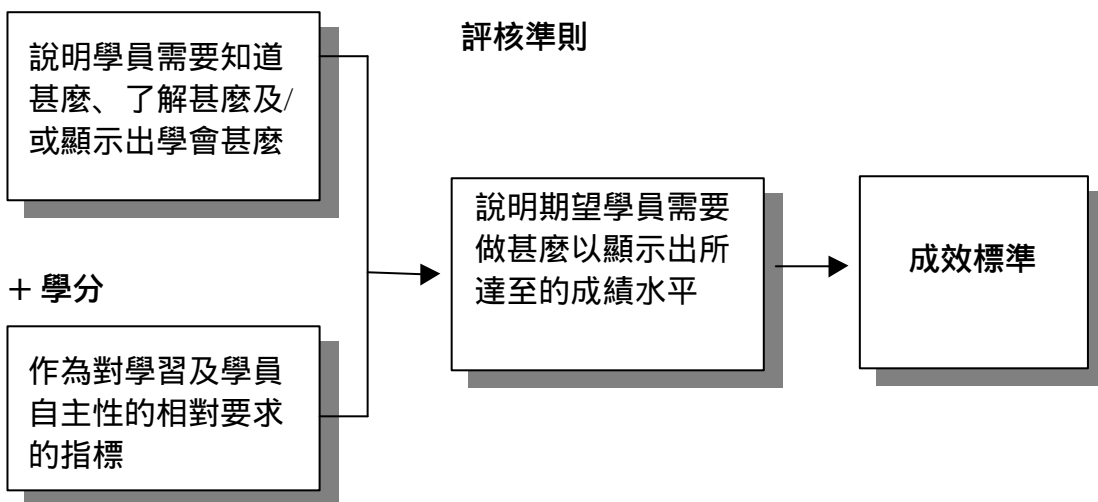 評核準則
說明學員需要知道
甚麼、了解甚麼及/
或顯示出學會甚麼
+ 學分
作為對學習及學員
自主性的相對要求
的指標
說明期望學員需要
做甚麼以顯示出所
達至的成績水平
成效標準